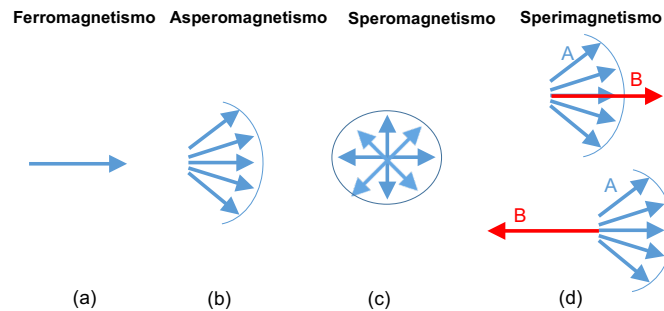 Ferromagnetismo Asperomagnetismo Speromagnetismo Sperimagnetismo
A
B
A
B
(a) (b) (c) (d)